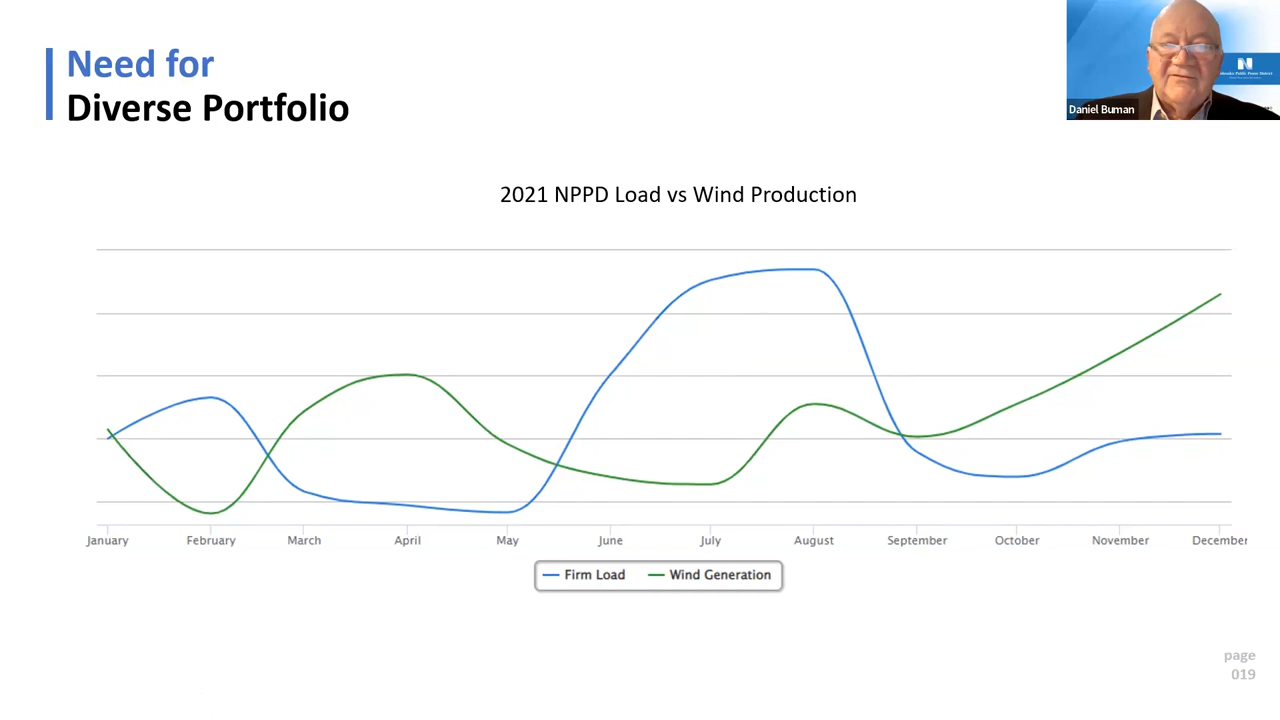 Need for
Diverse Portfolio
Daniel Buman
2021 NPPD Load vs Wind Production
January February March April May June July August September October November December
Firm Load Wind Generation
page
019